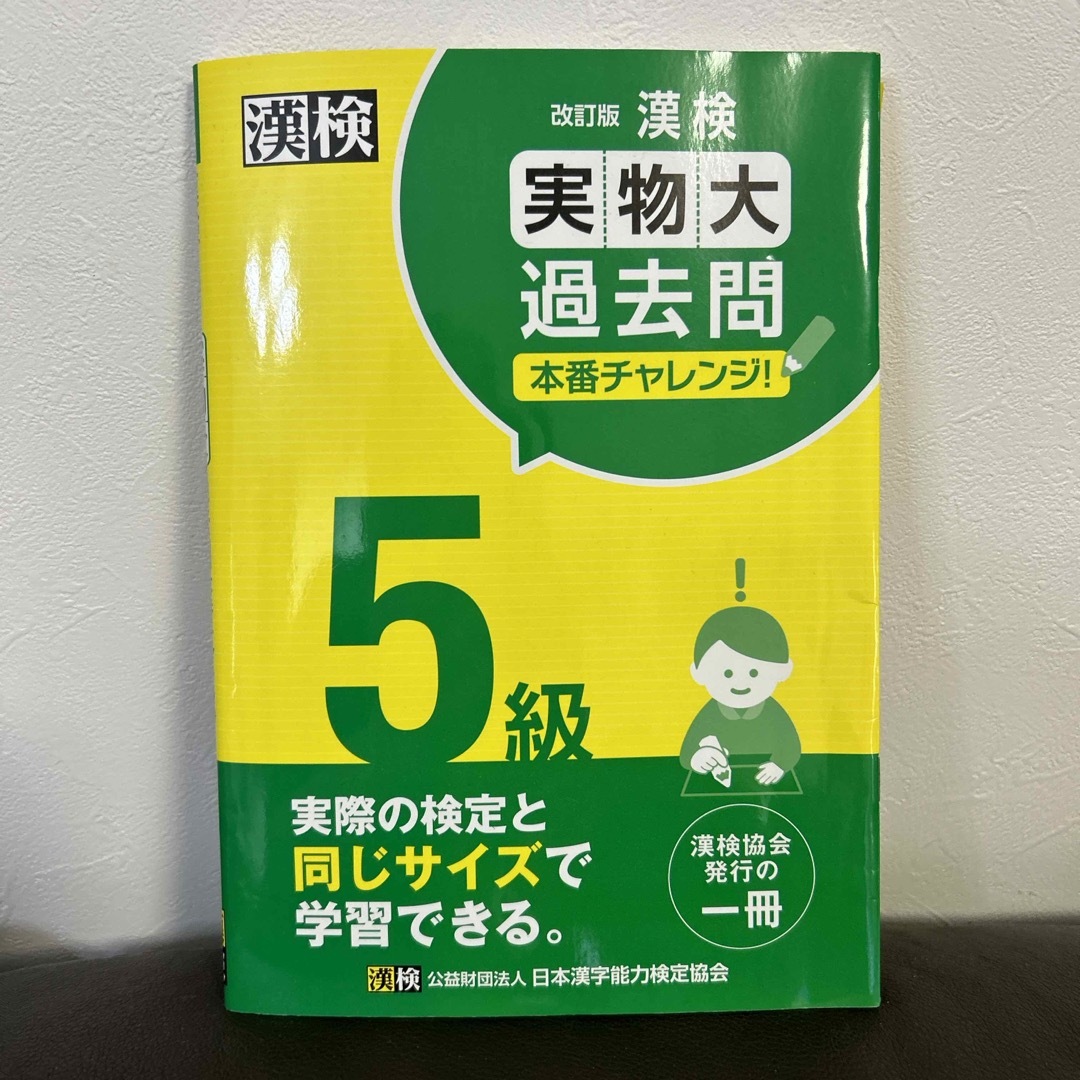 漢検
改訂版 漢検
実物大
過去問
本番チャレンジ!
5級
!
実際の検定と
同じサイズで
学習できる。
漢検協会
発行の
一冊
漢検 公益財団法人 日本漢字能力検定協会